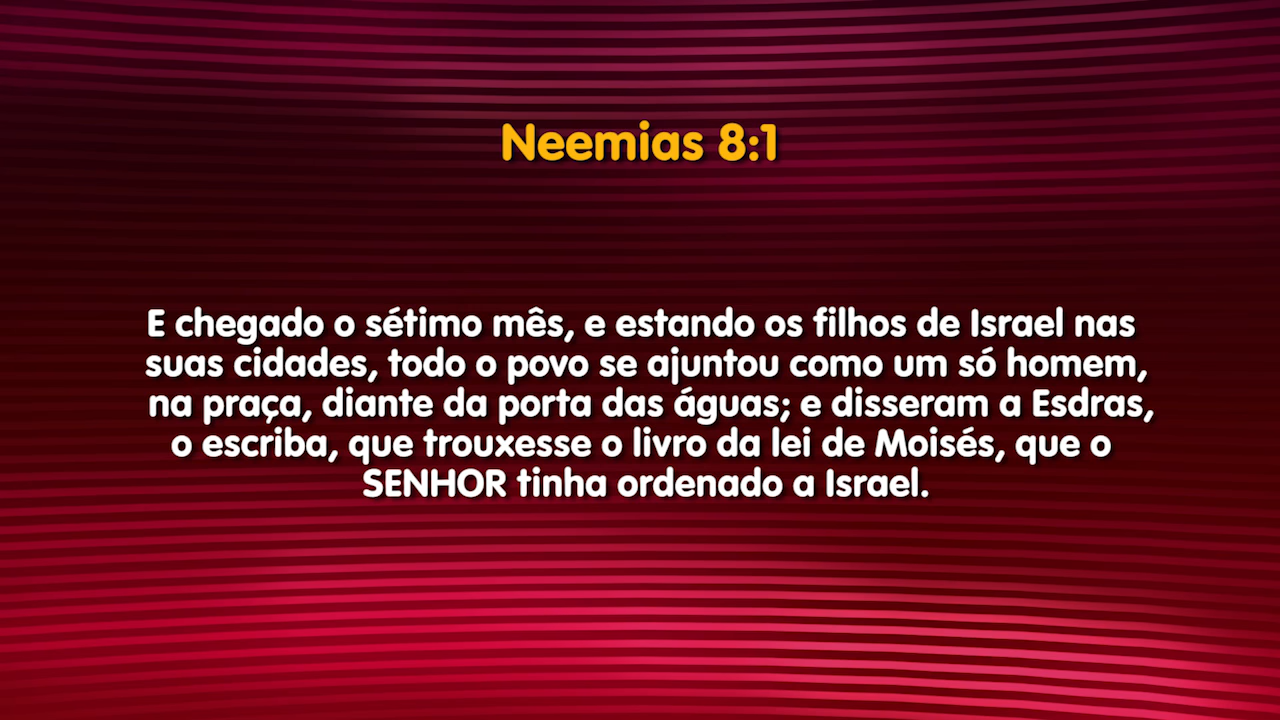 Neemias 8:1
E chegado o sétimo mês, e estando os filhos de Israel nas
suas cidades, todo o povo se ajuntou como um só homem,
na praça, diante da porta das águas; e disseram a Esdras,
o escriba, que trouxesse o livro da lei de Moisés, que o
SENHOR tinha ordenado a Israel.